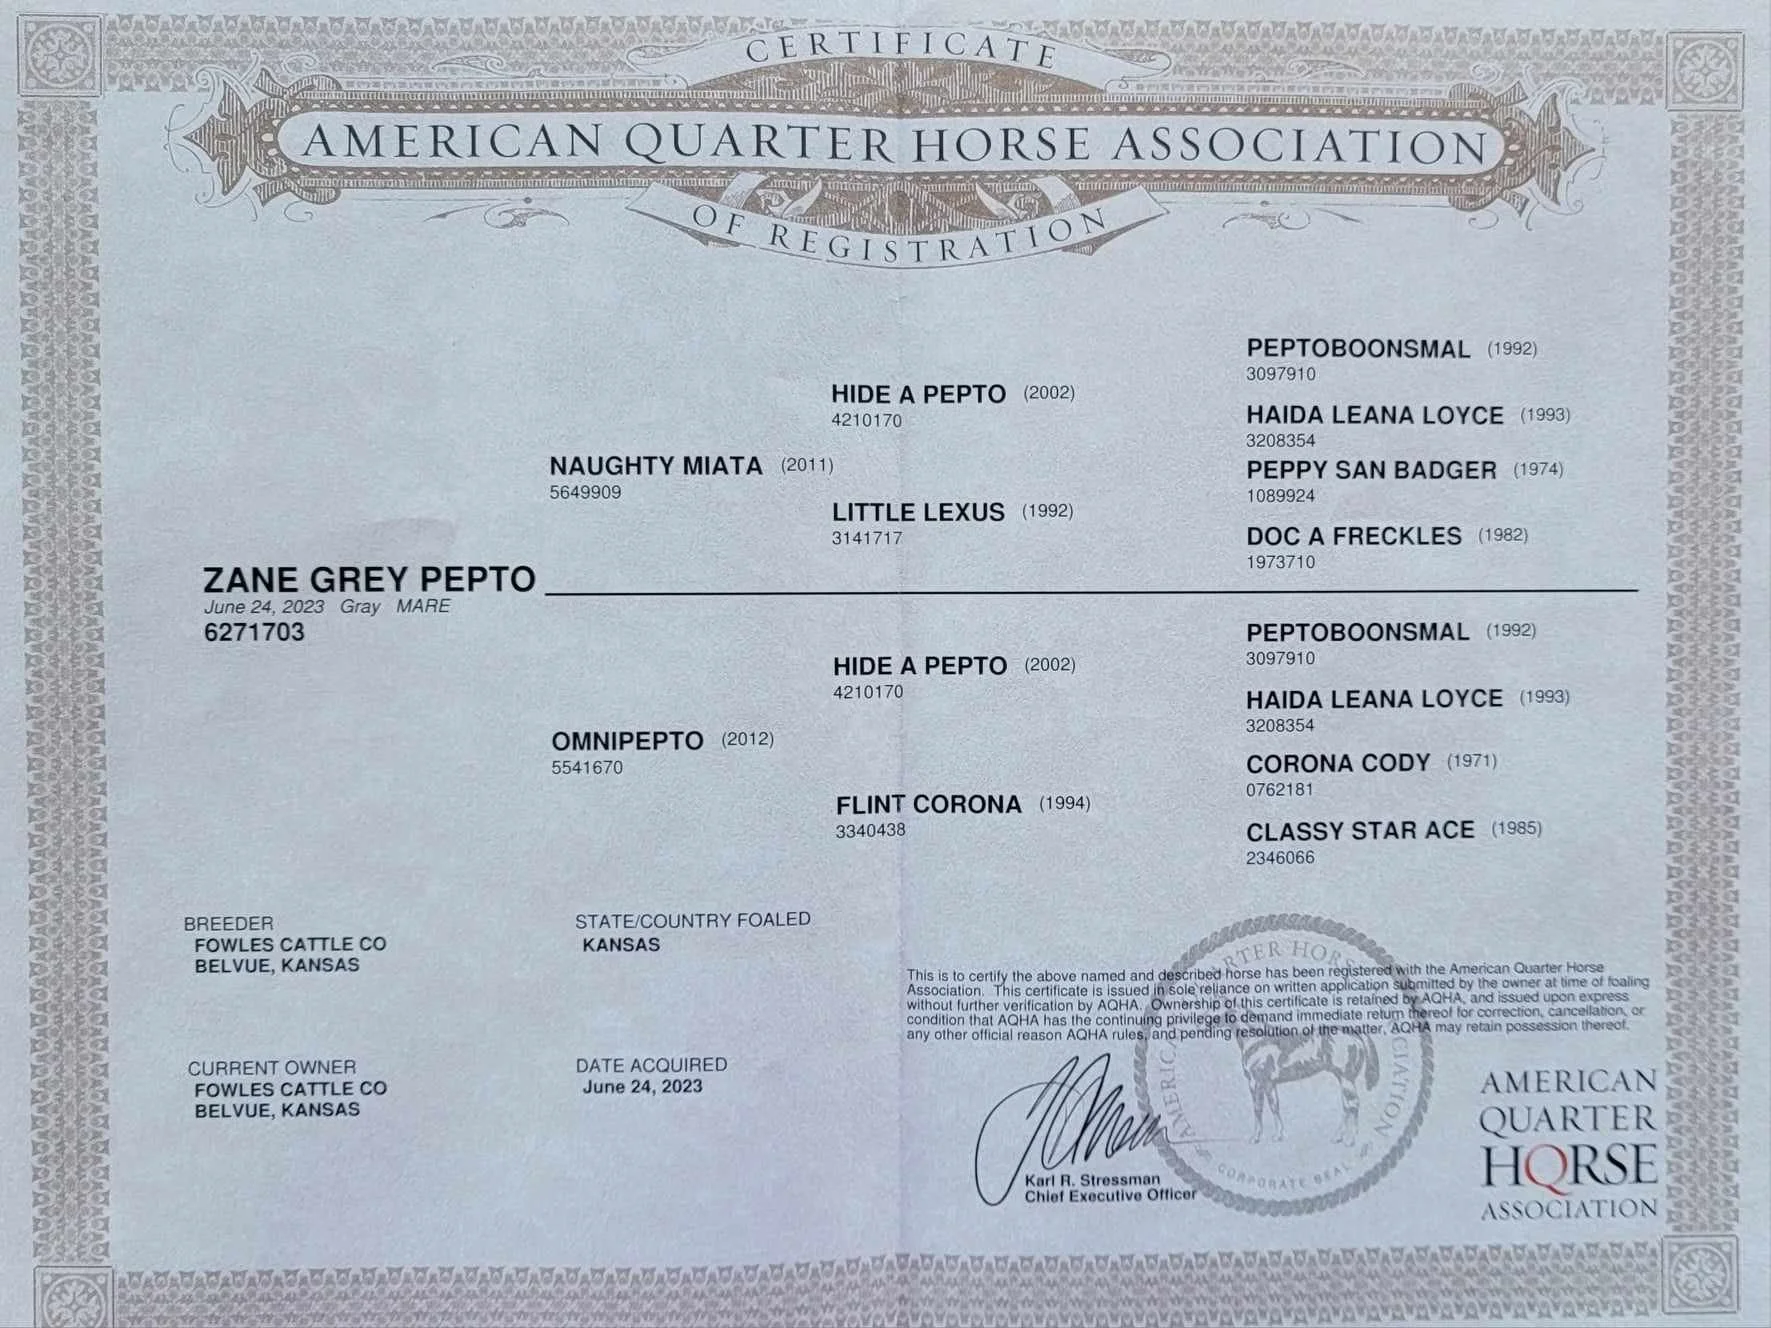 CERTIFICATE
AMERICAN QUARTER HORSE ASSOCIATION
OF REGISTRATION
PEPTOBOONSMAL (1992)
3097910
HIDE A PEPTO (2002)
4210170
HAIDA LEANA LOYCE (1993)
3208354
NAUGHTY MIATA (2011)
5649909
PEPPY SAN BADGER (1974)
1089924
LITTLE LEXUS (1992)
3141717
DOC A FRECKLES (1982)
1973710
ZANE GREY PEPTO
June 24, 2023 Gray MARE
6271703
PEPTOBOONSMAL (1992)
3097910
HIDE A PEPTO (2002)
4210170
HAIDA LEANA LOYCE (1993)
3208354
OMNIPEPTO (2012)
5541670
CORONA CODY (1971)
0762181
FLINT CORONA (1994)
3340438
CLASSY STAR ACE (1985)
2346066
BREEDER
FOWLES CATTLE CO
BELVUE, KANSAS
STATE/COUNTRY FOALED
KANSAS
CURRENT OWNER
FOWLES CATTLE CO
BELVUE, KANSAS
DATE ACQUIRED
June 24, 2023
This is to certify the above named and described horse has been registered with the American Quarter Horse
Association. This certificate is issued in sole reliance on written application submitted by the owner at time of foaling
without further verification by AQHA. Ownership of this certificate is retained by AQHA, and issued upon express
condition that AQHA has the continuing privilege to demand immediate return thereof for correction, cancellation, or
any other official reason AQHA rules, and pending resolution of the matter, AQHA may retain possession thereof.
Karl R. Stressman
Chief Executive Officer
CORPORATE SEAL
AMERICAN
QUARTER
HORSE
ASSOCIATION